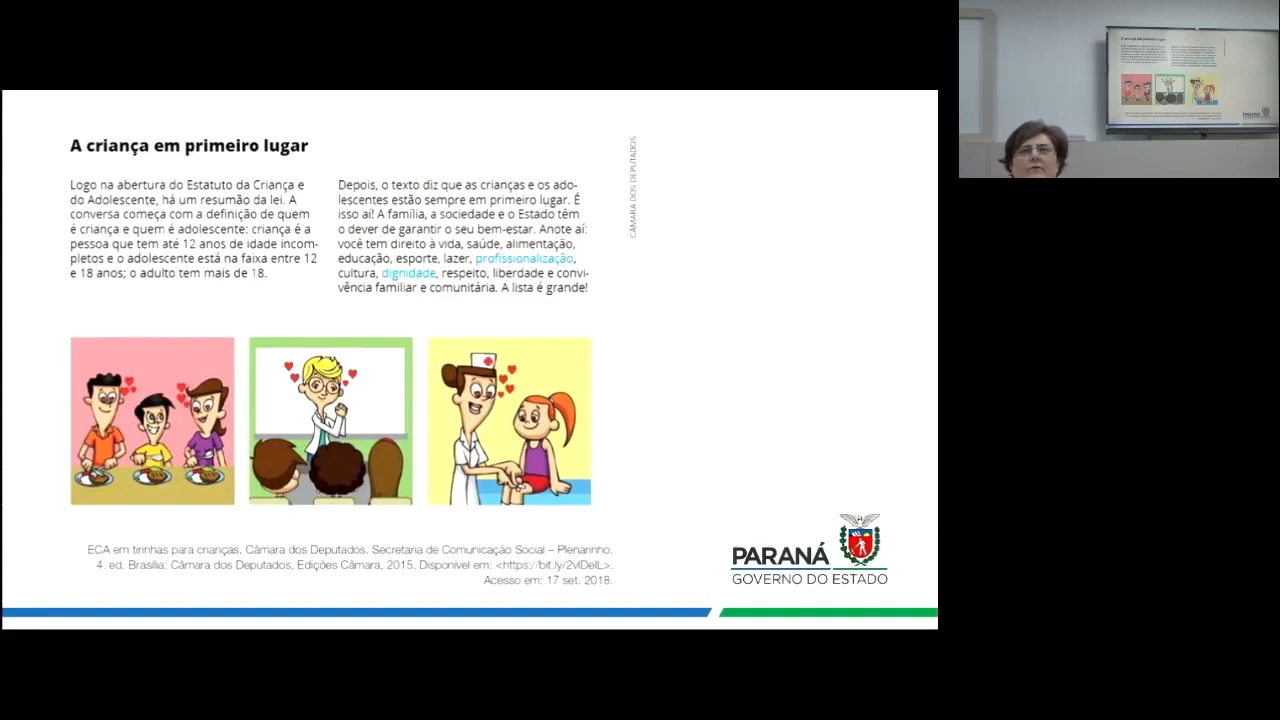 A criança em primeiro lugar
Logo na abertura do Estatuto da Criança e
do Adolescente, há um resumão da lei. A
conversa começa com a definição de quem
é criança e quem é adolescente: criança é a
pessoa que tem até 12 anos de idade incom-
pletos e o adolescente está na faixa entre 12
e 18 anos; o adulto tem mais de 18.
Depois, o texto diz que as crianças e os ado-
lescentes estão sempre em primeiro lugar. É
isso aí! A família, a sociedade e o Estado têm
o dever de garantir o seu bem-estar. Anote aí:
você tem direito à vida, saúde, alimentação,
educação, esporte, lazer, profissionalização,
cultura, dignidade, respeito, liberdade e convi-
vência familiar e comunitária. A lista é grande!
CÂMARA DOS DEPUTADOS
ECA em tirinhas para crianças. Câmara dos Deputados. Secretaria de Comunicação Social – Plenarinho.
4. ed. Brasília: Câmara dos Deputados, Edições Câmara, 2015. Disponível em: <https://bit.ly/2vlDelL>.
Acesso em: 17 set. 2018.
PARANÁ
GOVERNO DO ESTADO
A criança em primeiro lugar
PARANÁ